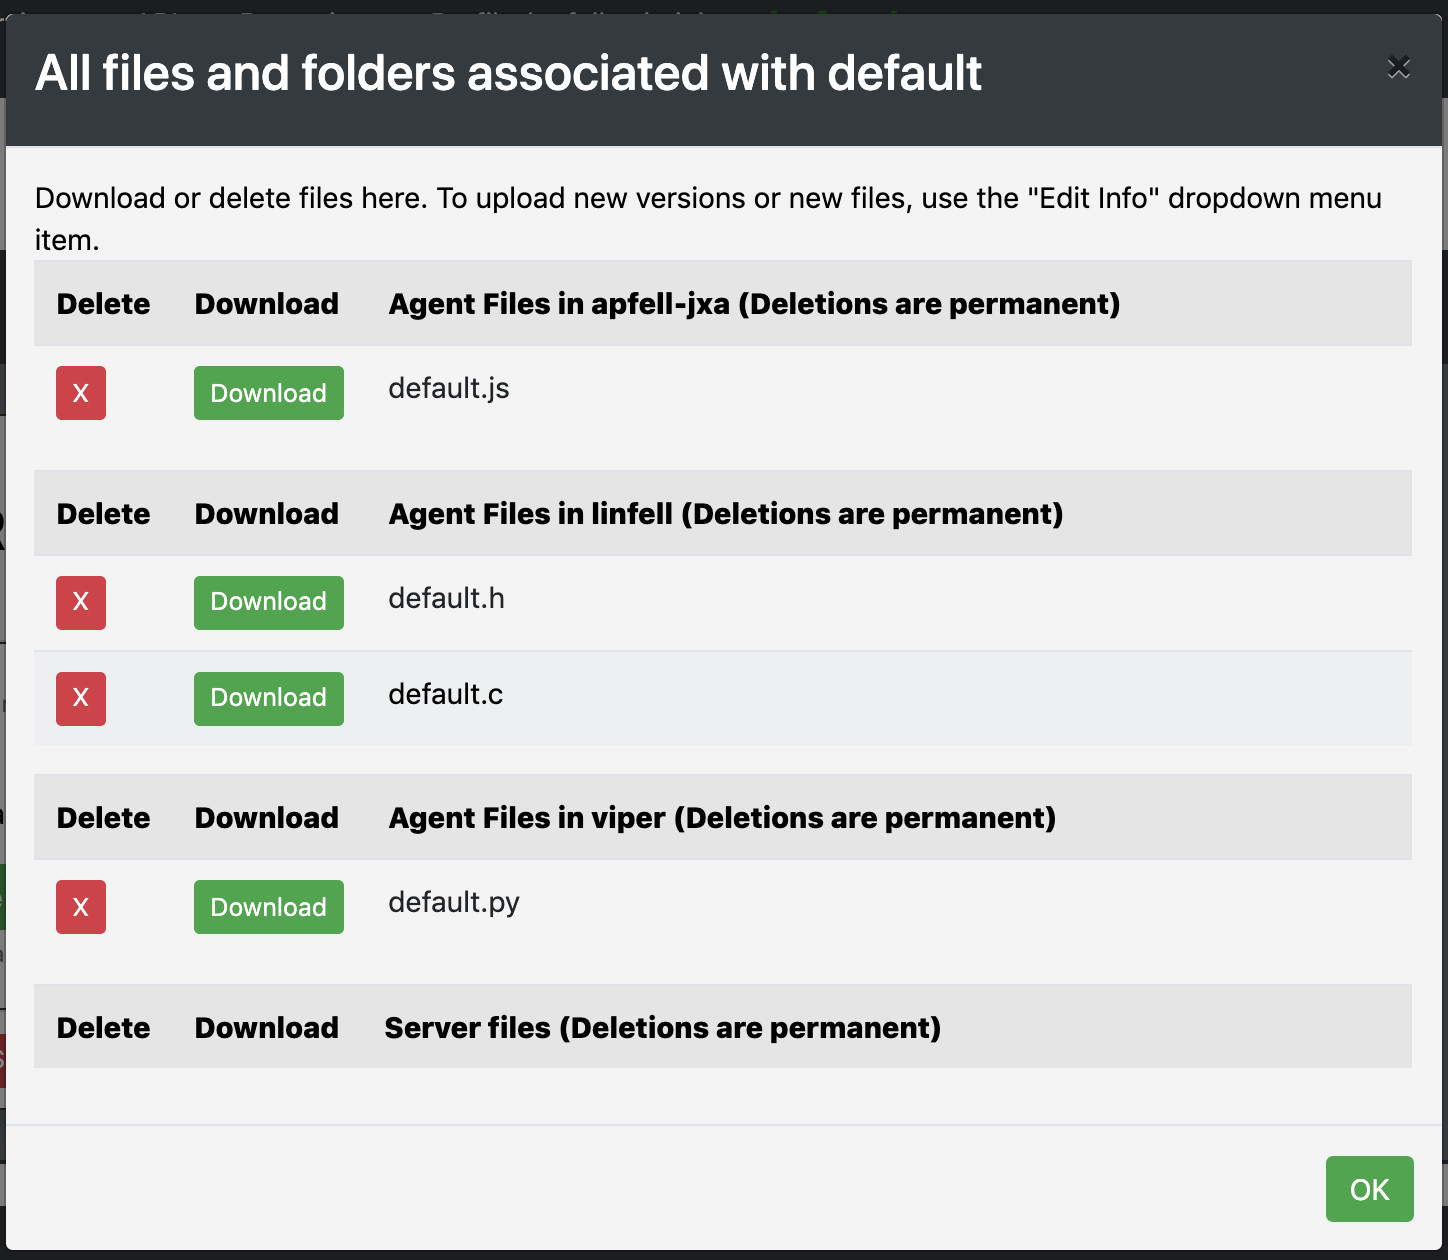 All files and folders associated with default
Download or delete files here. To upload new versions or new files, use the "Edit Info" dropdown menu
item.
Delete Download Agent Files in apfell-jxa (Deletions are permanent)
X Download default.js
Delete Download Agent Files in linfell (Deletions are permanent)
X Download default.h
X Download default.c
Delete Download Agent Files in viper (Deletions are permanent)
X Download default.py
Delete Download Server files (Deletions are permanent)
OK